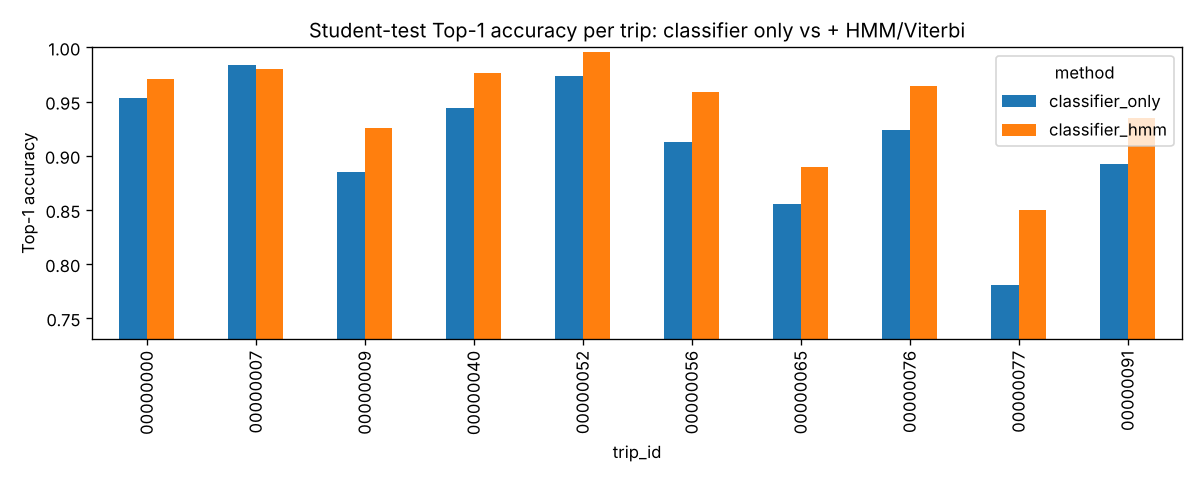 Student-test Top-1 accuracy per trip: classifier only vs + HMM/Viterbi
method
classifier_only
classifier_hmm
Top-1 accuracy
1.00
0.95
0.90
0.85
0.80
0.75
00000000
00000007
00000009
00000040
00000052
00000056
00000065
00000076
00000077
00000091
trip_id